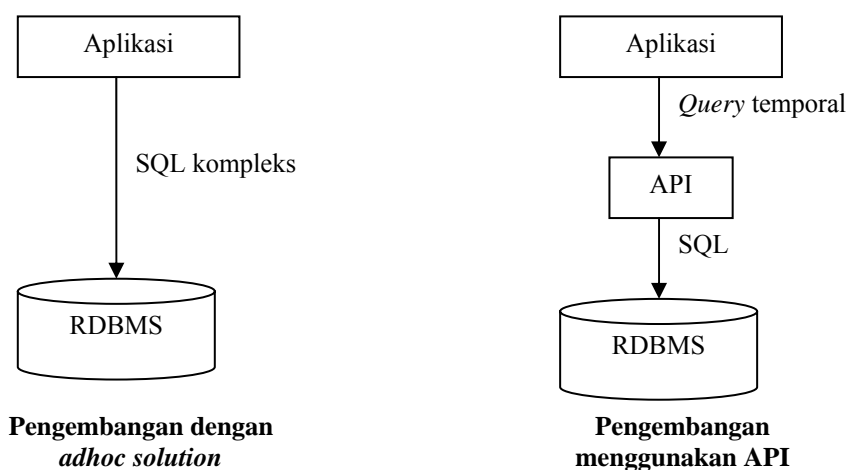 Aplikasi
SQL kompleks
RDBMS
Pengembangan dengan
adhoc solution
Aplikasi
Query temporal
API
SQL
RDBMS
Pengembangan
menggunakan API